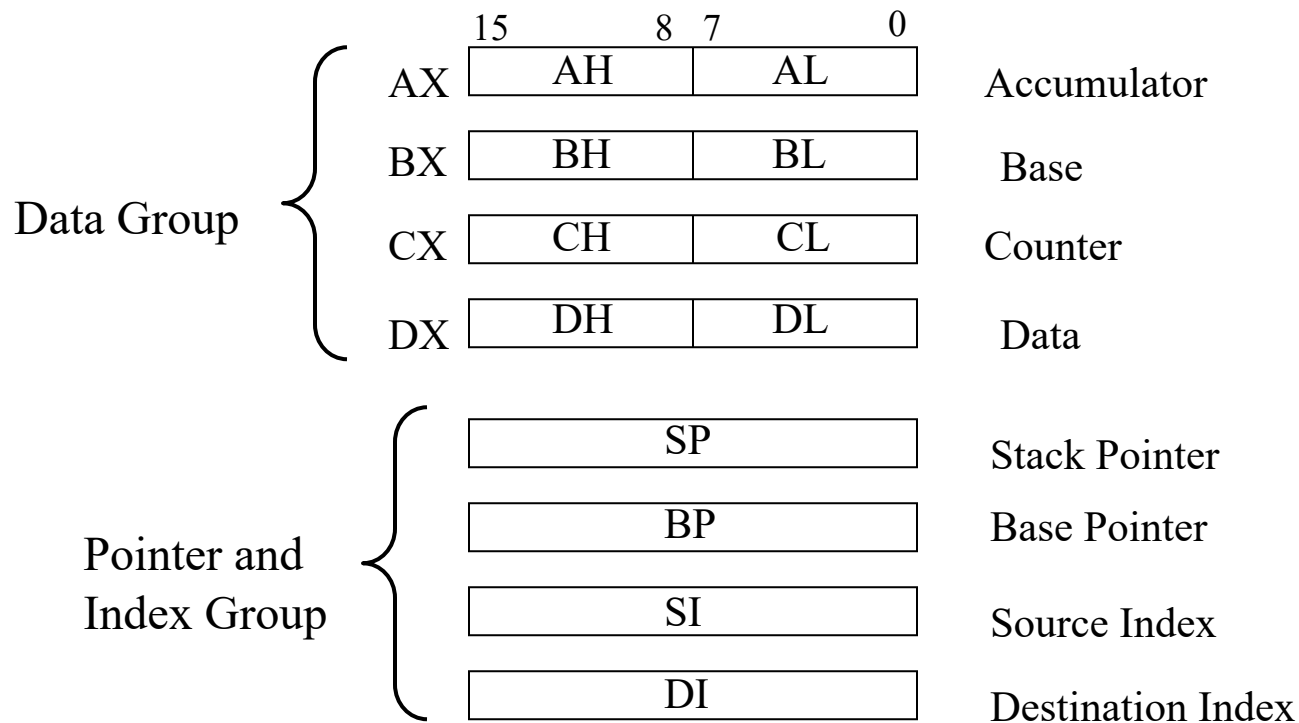 15 8 7 0
AX AH AL Accumulator
BX BH BL Base
Data Group
CX CH CL Counter
DX DH DL Data
SP Stack Pointer
BP Base Pointer
Pointer and
Index Group
SI Source Index
DI Destination Index